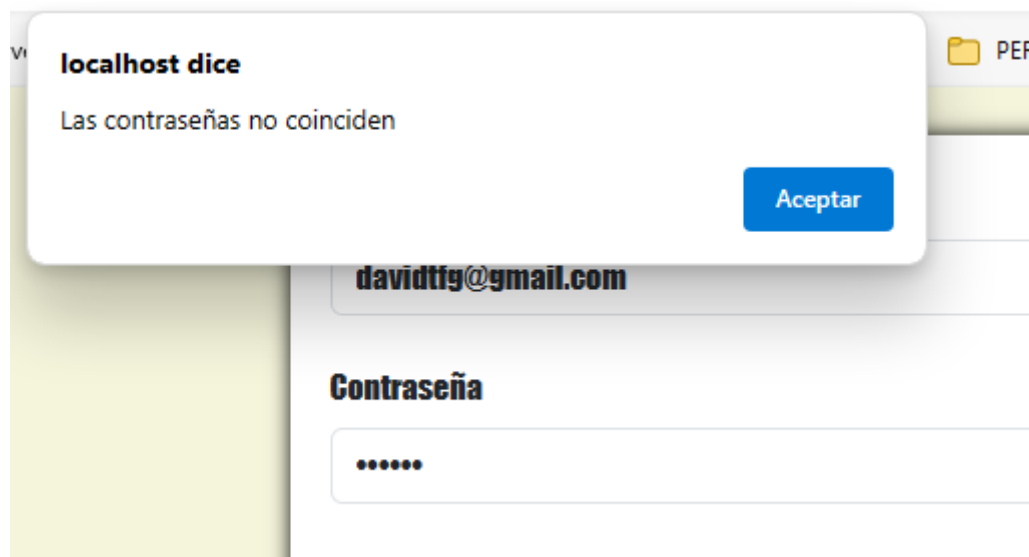 localhost dice
Las contraseñas no coinciden
Aceptar
davidtfg@gmail.com
Contraseña
••••••